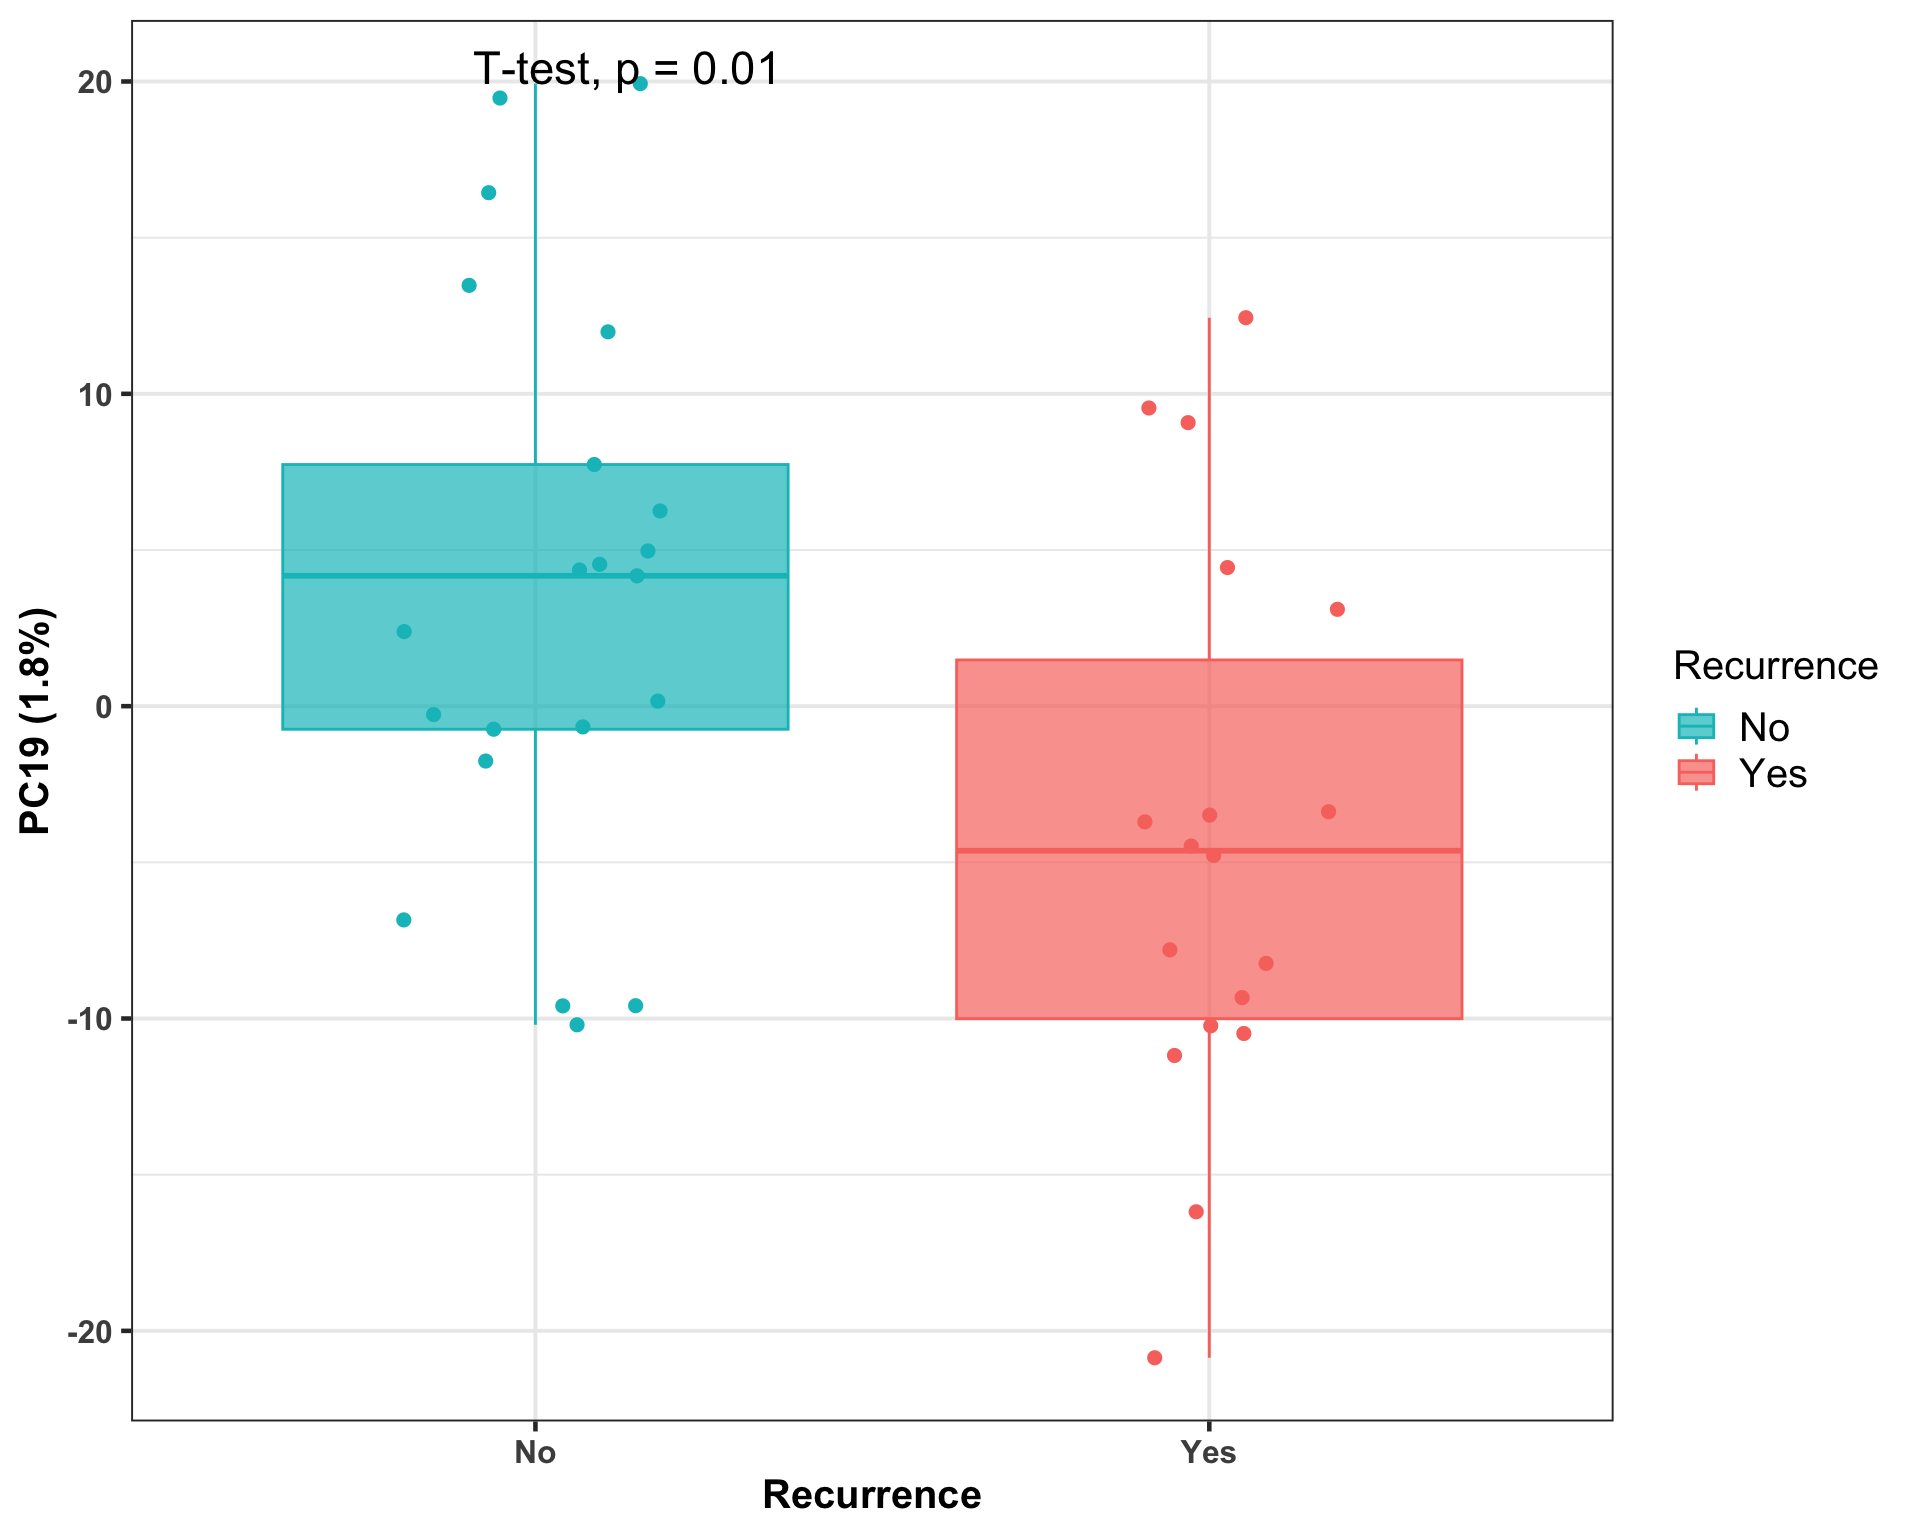 T-test, p = 0.01
20
10
0
-10
-20
PC19 (1.8%)
No
Yes
Recurrence
Recurrence
No
Yes